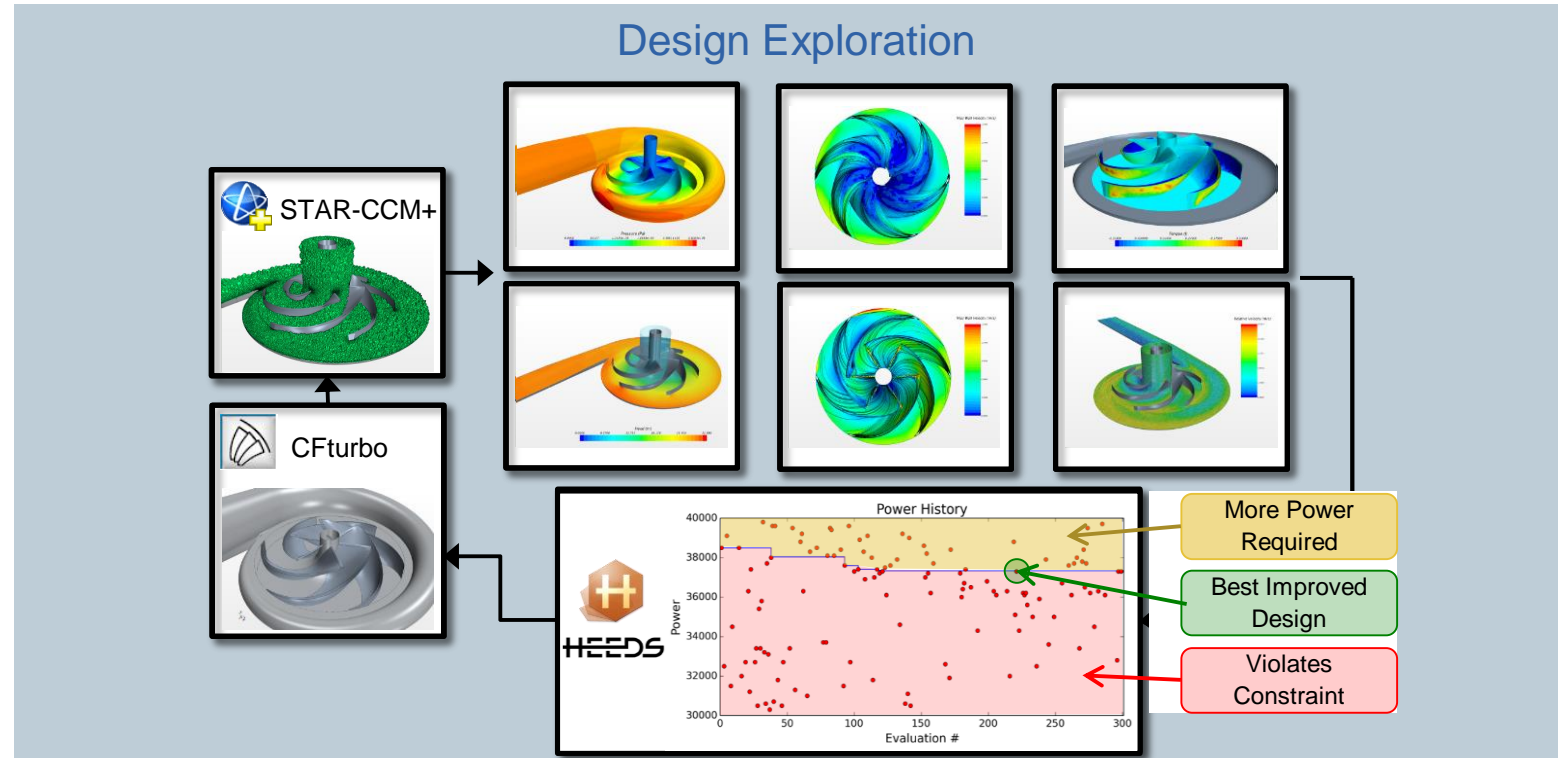 Design Exploration
STAR-CCM+
CFturbo
HEEDS
Power History
Power
40000
38000
36000
34000
32000
30000
0
50
100
150
200
250
300
Evaluation #
More Power
Required
Best Improved
Design
Violates
Constraint